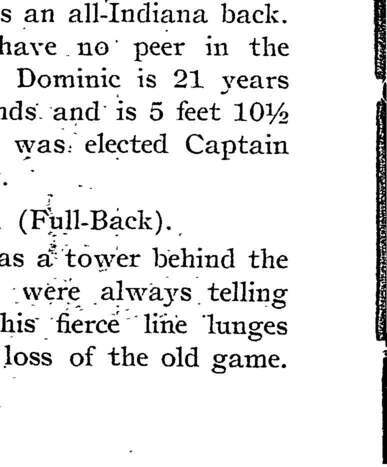 s an all-Indiana back.
have no peer in the
Dominic is 21 years
nds and is 5 feet 10½
was elected Captain
.
(Full-Back).
as a tower behind the
were always telling
his fierce line lunges
loss of the old game.